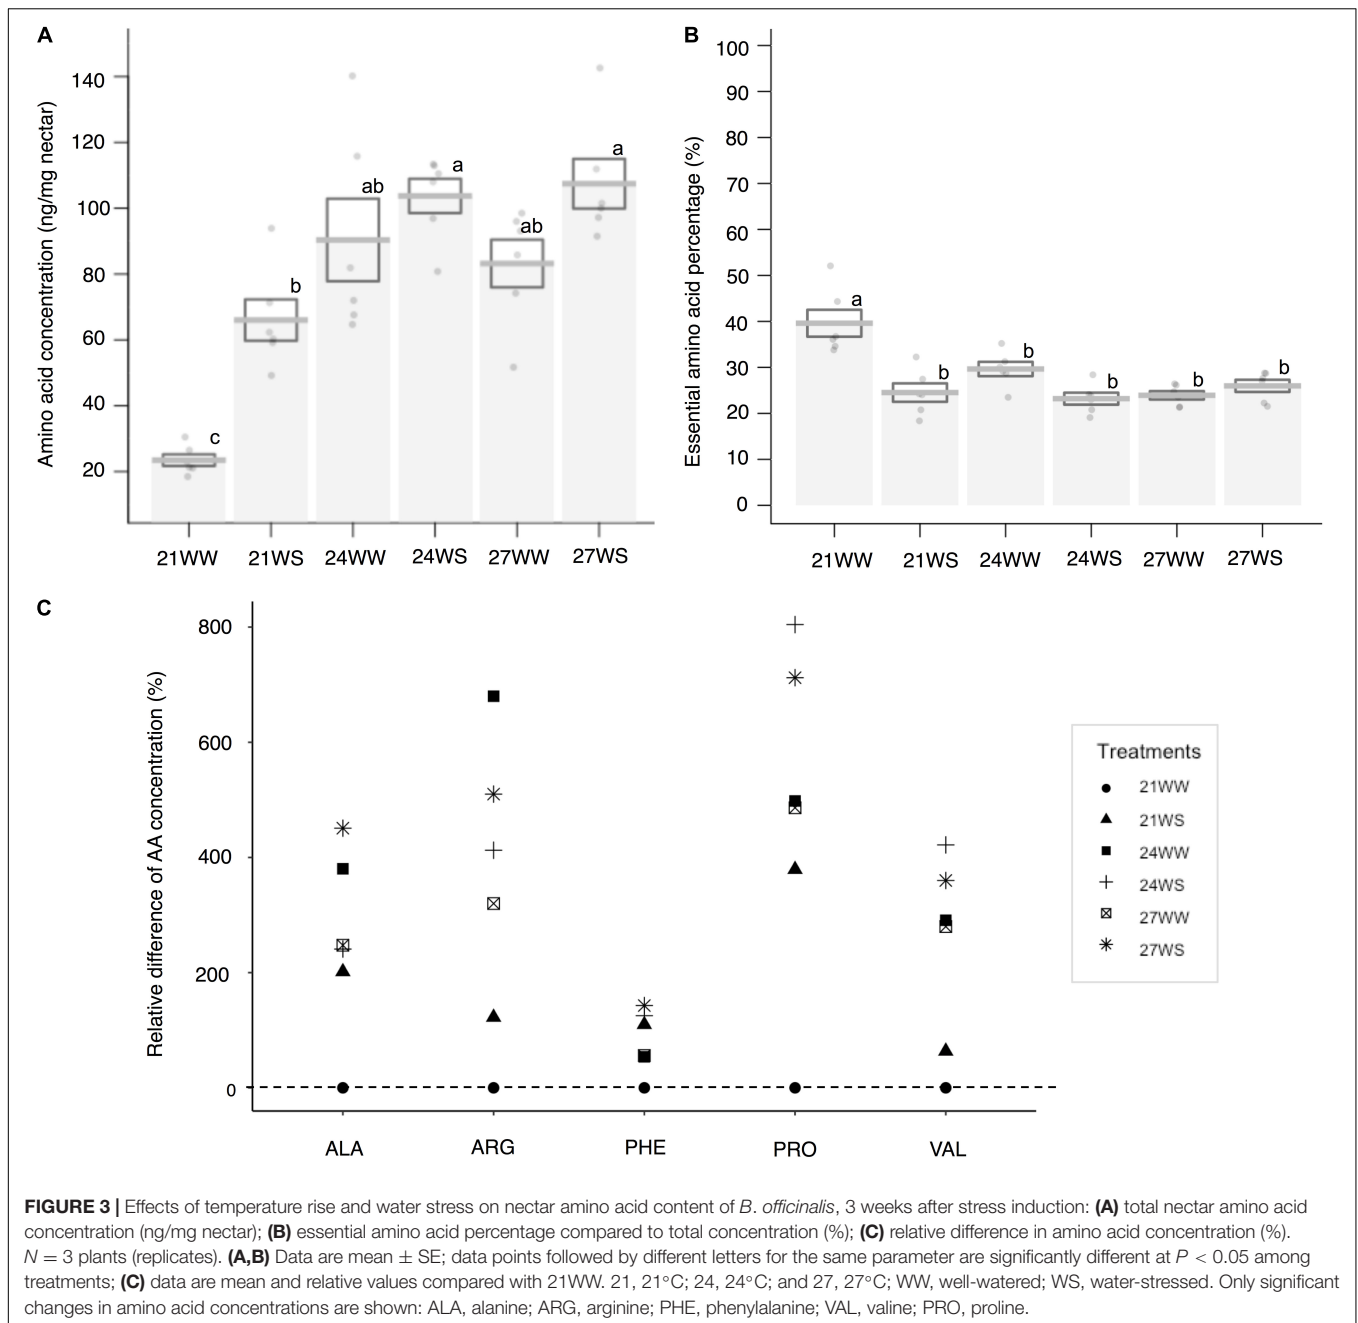 A
Amino acid concentration (ng/mg nectar)
140
120
100
80
60
40
20
c
b
ab
a
ab
a
21WW 21WS 24WW 24WS 27WW 27WS
B
Essential amino acid percentage (%)
100
90
80
70
60
50
40
30
20
10
0
a
b
b
b
b
b
21WW 21WS 24WW 24WS 27WW 27WS
C
Relative difference of AA concentration (%)
800
600
400
200
0
ALA ARG PHE PRO VAL
Treatments
21WW
21WS
24WW
24WS
27WW
27WS
FIGURE 3 | Effects of temperature rise and water stress on nectar amino acid content of B. officinalis, 3 weeks after stress induction: (A) total nectar amino acid
concentration (ng/mg nectar); (B) essential amino acid percentage compared to total concentration (%); (C) relative difference in amino acid concentration (%).
N = 3 plants (replicates). (A,B) Data are mean ± SE; data points followed by different letters for the same parameter are significantly different at P < 0.05 among
treatments; (C) data are mean and relative values compared with 21WW. 21, 21°C; 24, 24°C; and 27, 27°C; WW, well-watered; WS, water-stressed. Only significant
changes in amino acid concentrations are shown: ALA, alanine; ARG, arginine; PHE, phenylalanine; VAL, valine; PRO, proline.